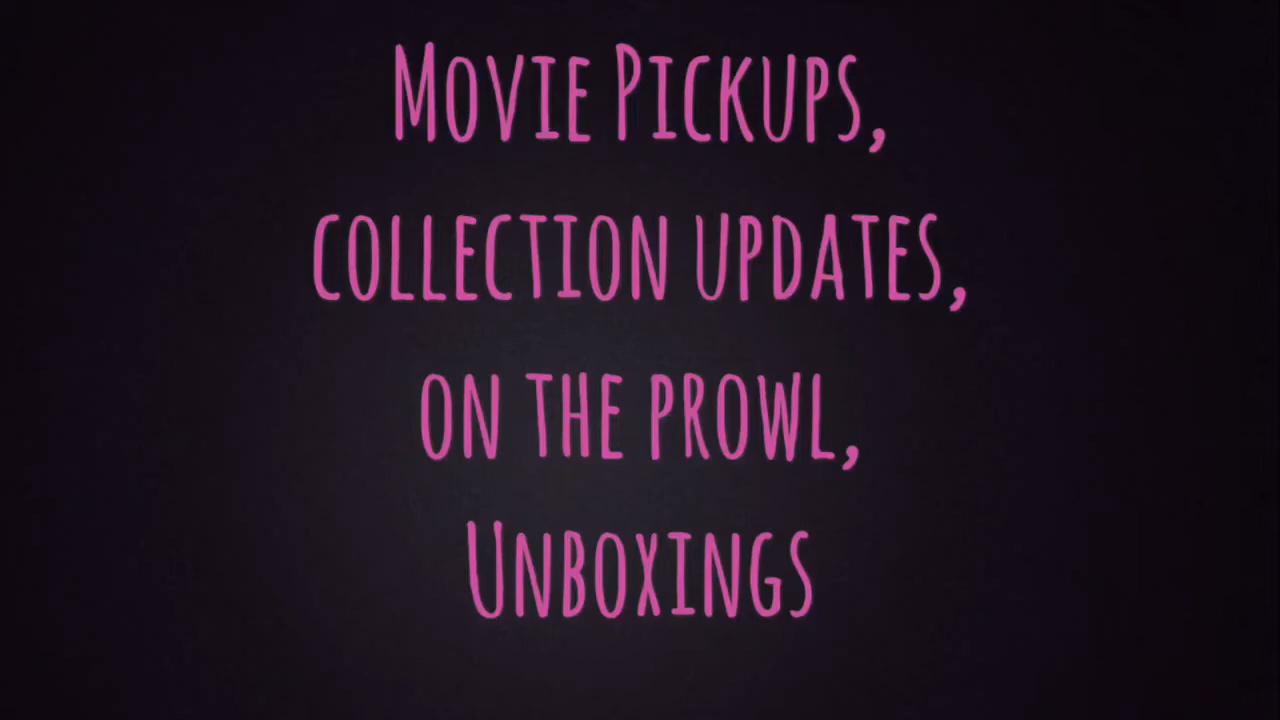 Movie Pickups,
collection updates,
on the prowl,
Unboxings